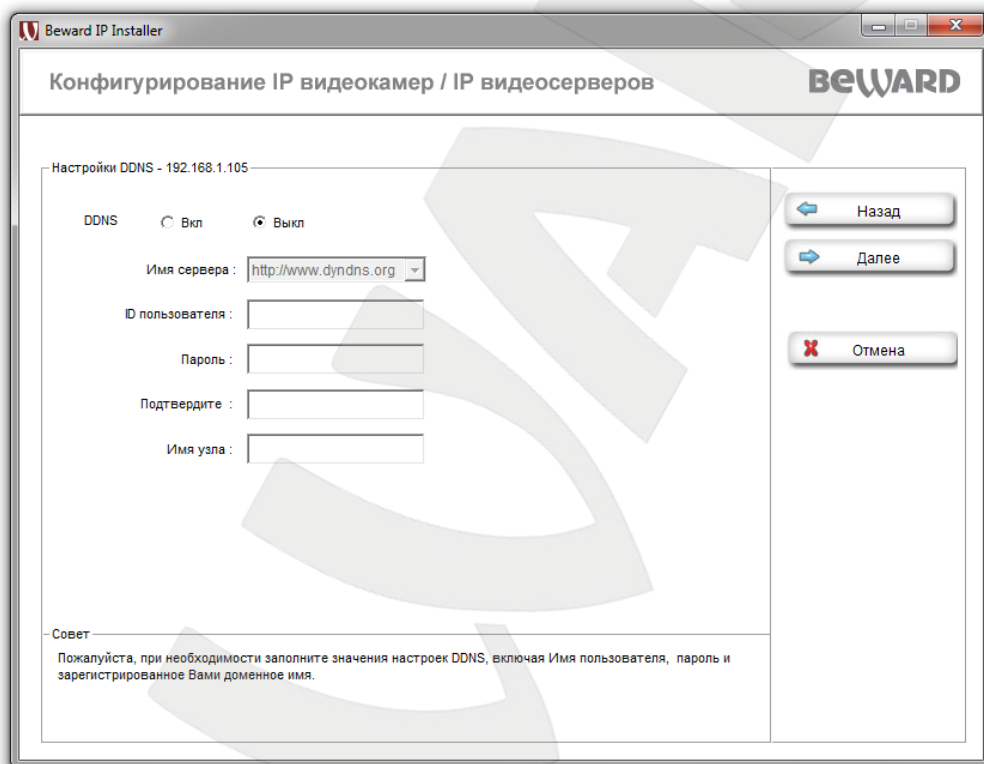 Beward IP Installer
Конфигурирование IP видеокамер / IP видеосерверов
BEWARD
Настройки DDNS - 192.168.1.105
DDNS Вкл Выкл
Имя сервера : http://www.dyndns.org
ID пользователя :
Пароль :
Подтвердите :
Имя узла :
Назад
Далее
Отмена
Совет
Пожалуйста, при необходимости заполните значения настроек DDNS, включая Имя пользователя, пароль и
зарегистрированное Вами доменное имя.